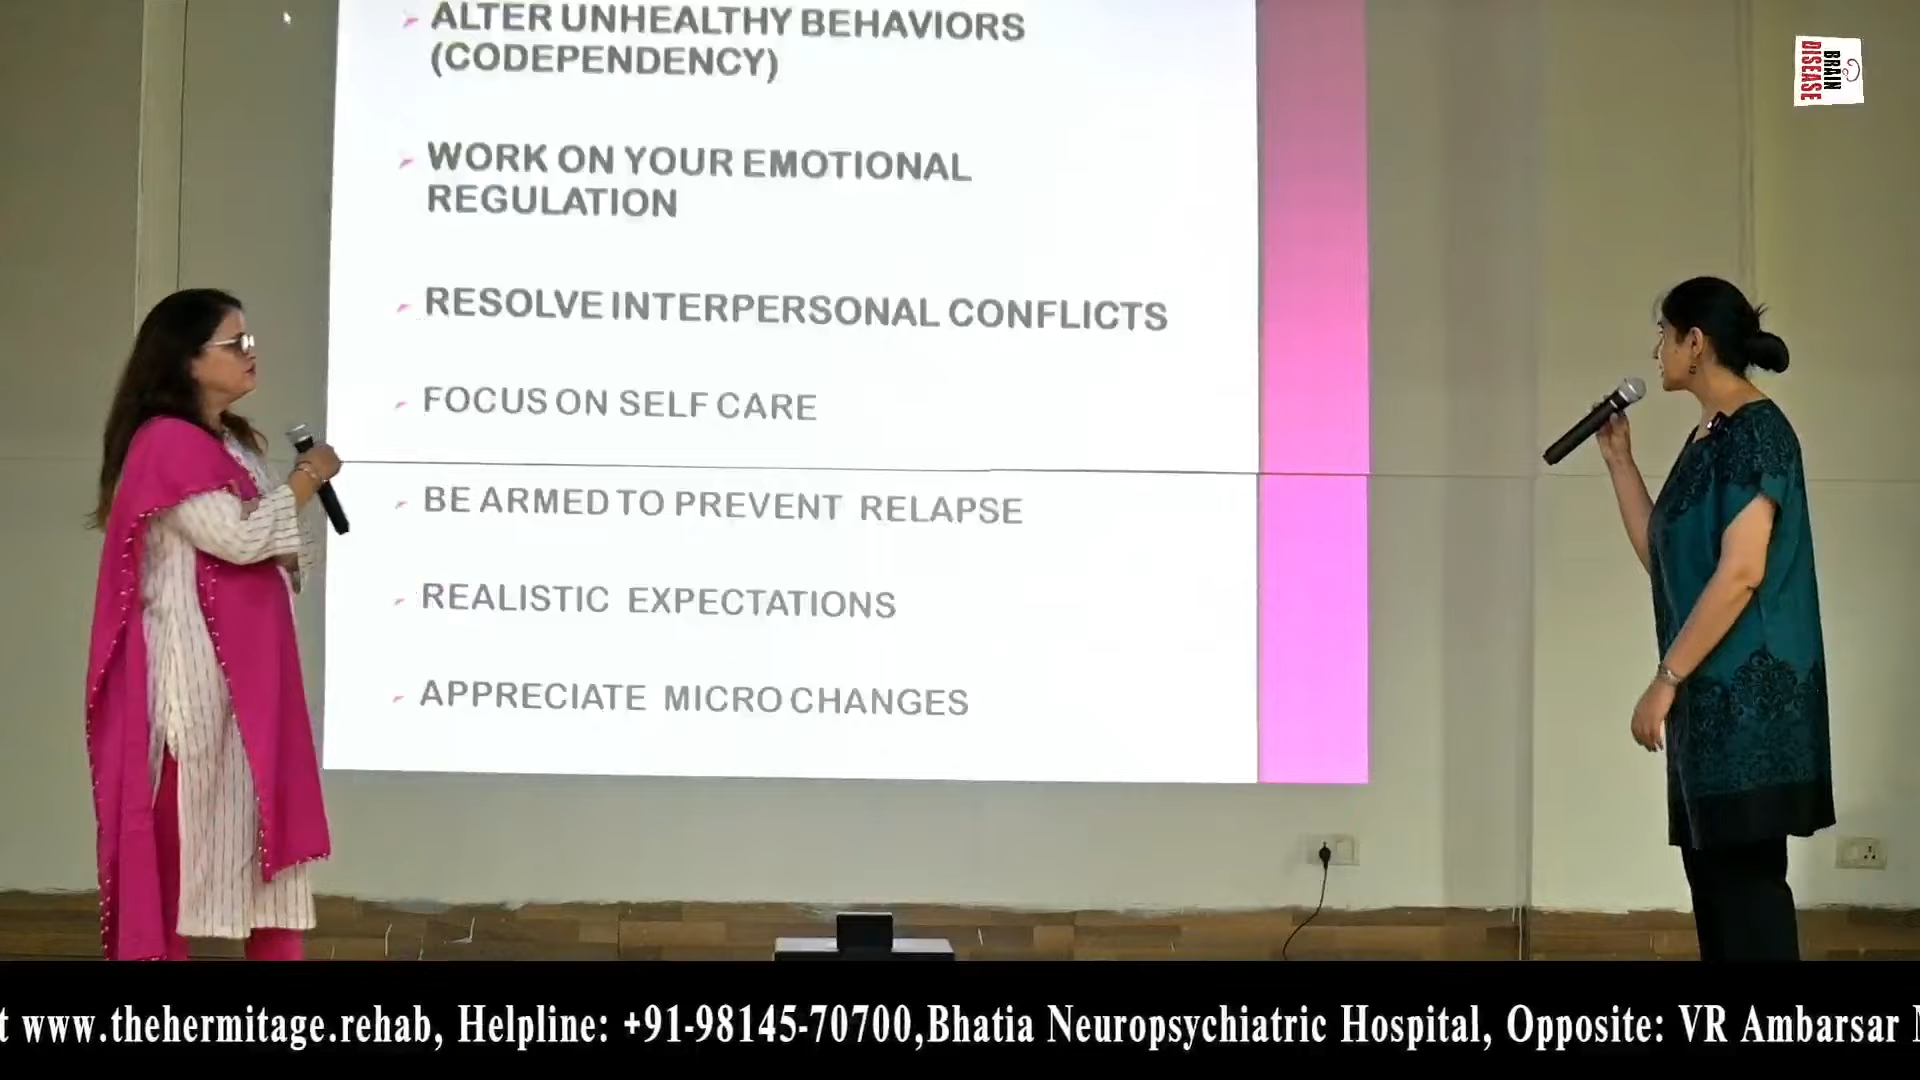 ALTER UNHEALTHY BEHAVIORS
(CODEPENDENCY)
WORK ON YOUR EMOTIONAL
REGULATION
RESOLVE INTERPERSONAL CONFLICTS
FOCUS ON SELF CARE
BE ARMED TO PREVENT RELAPSE
REALISTIC EXPECTATIONS
APPRECIATE MICRO CHANGES
BRAIN
DISEASE
t www.thehermitage.rehab, Helpline: +91-98145-70700,Bhatia Neuropsychiatric Hospital, Opposite: VR Ambarsar